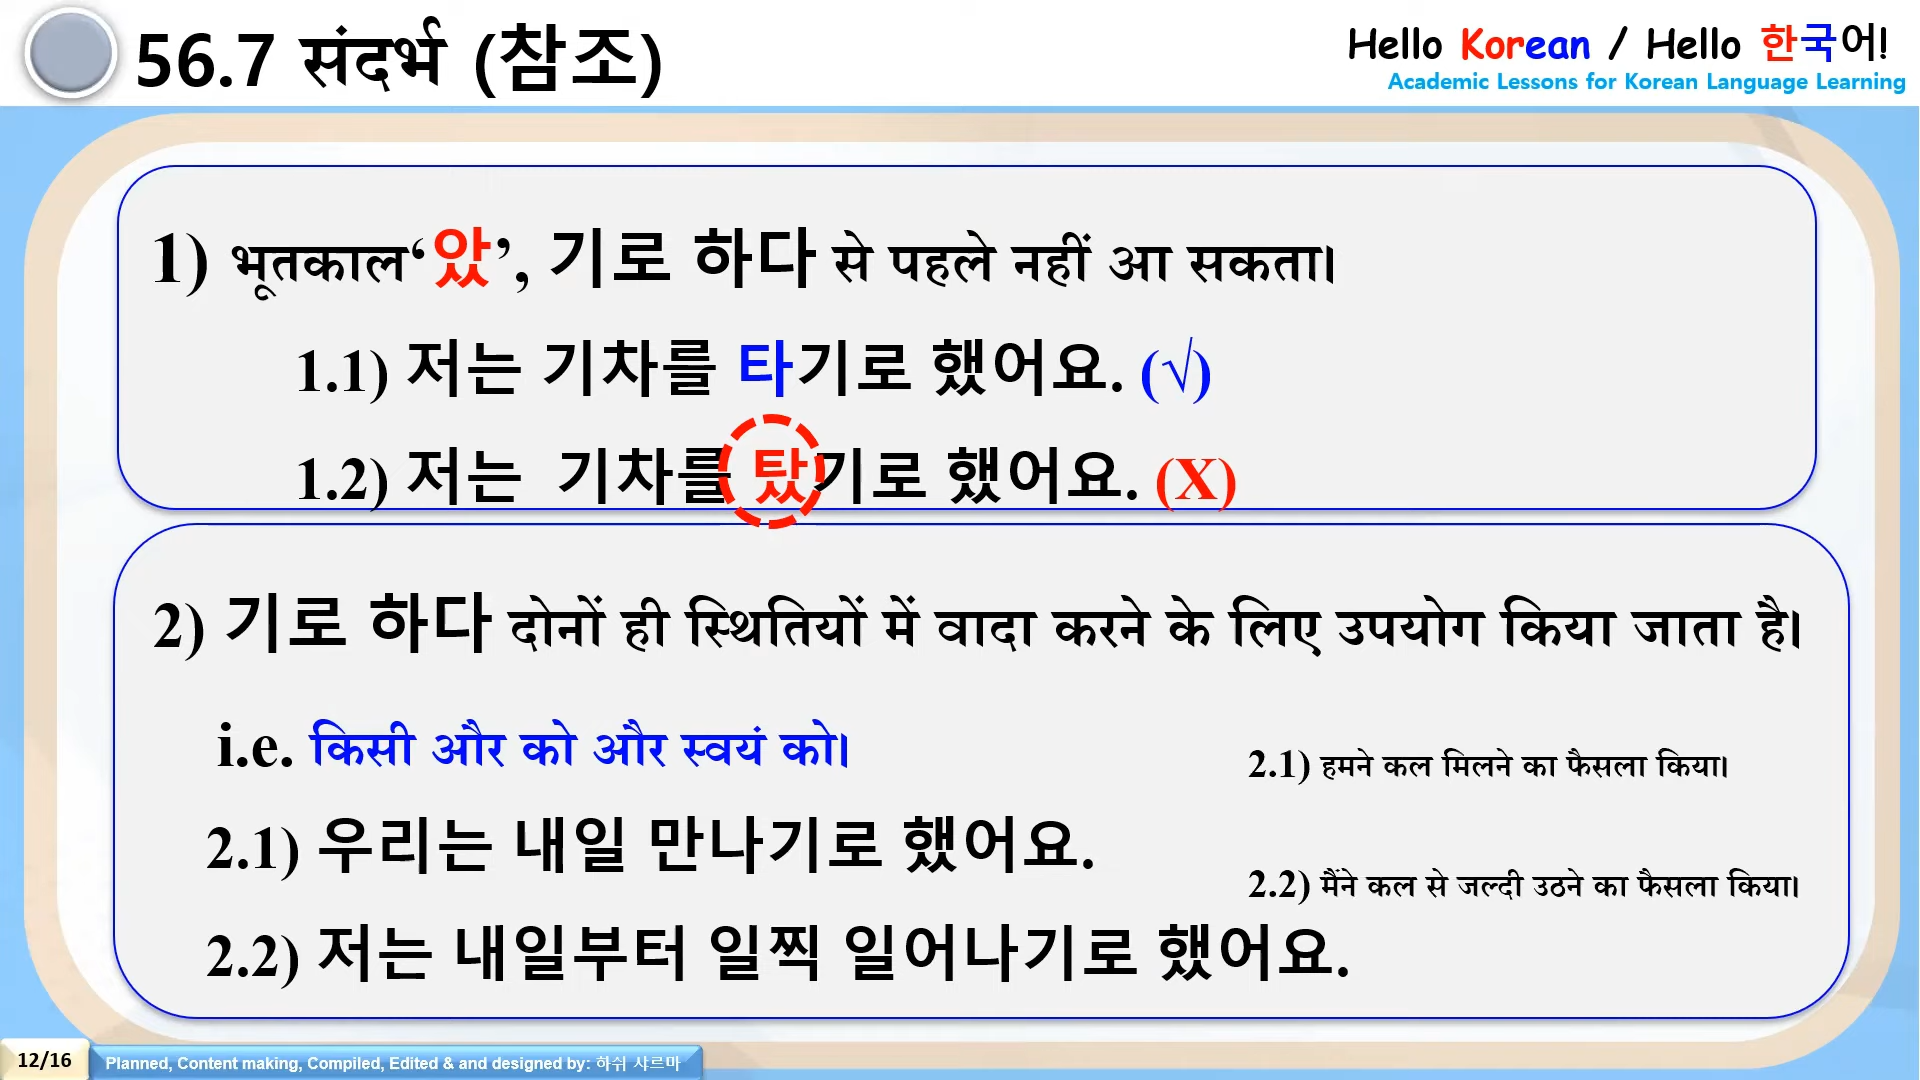 56.7 संदर्भ (참조)
Hello Korean / Hello 한국어!
Academic Lessons for Korean Language Learning
1) भूतकाल‘았’, 기로 하다 से पहले नहीं आ सकता।
1.1) 저는 기차를 타기로 했어요. (√)
1.2) 저는 기차를 탔기로 했어요. (X)
2) 기로 하다 दोनों ही स्थितियों में वादा करने के लिए उपयोग किया जाता है।
i.e. किसी और को और स्वयं को।
2.1) हमने कल मिलने का फैसला किया।
2.1) 우리는 내일 만나기로 했어요.
2.2) मैंने कल से जल्दी उठने का फैसला किया।
2.2) 저는 내일부터 일찍 일어나기로 했어요.
12/16
Planned, Content making, Compiled, Edited & and designed by: 하쉬 샤르마